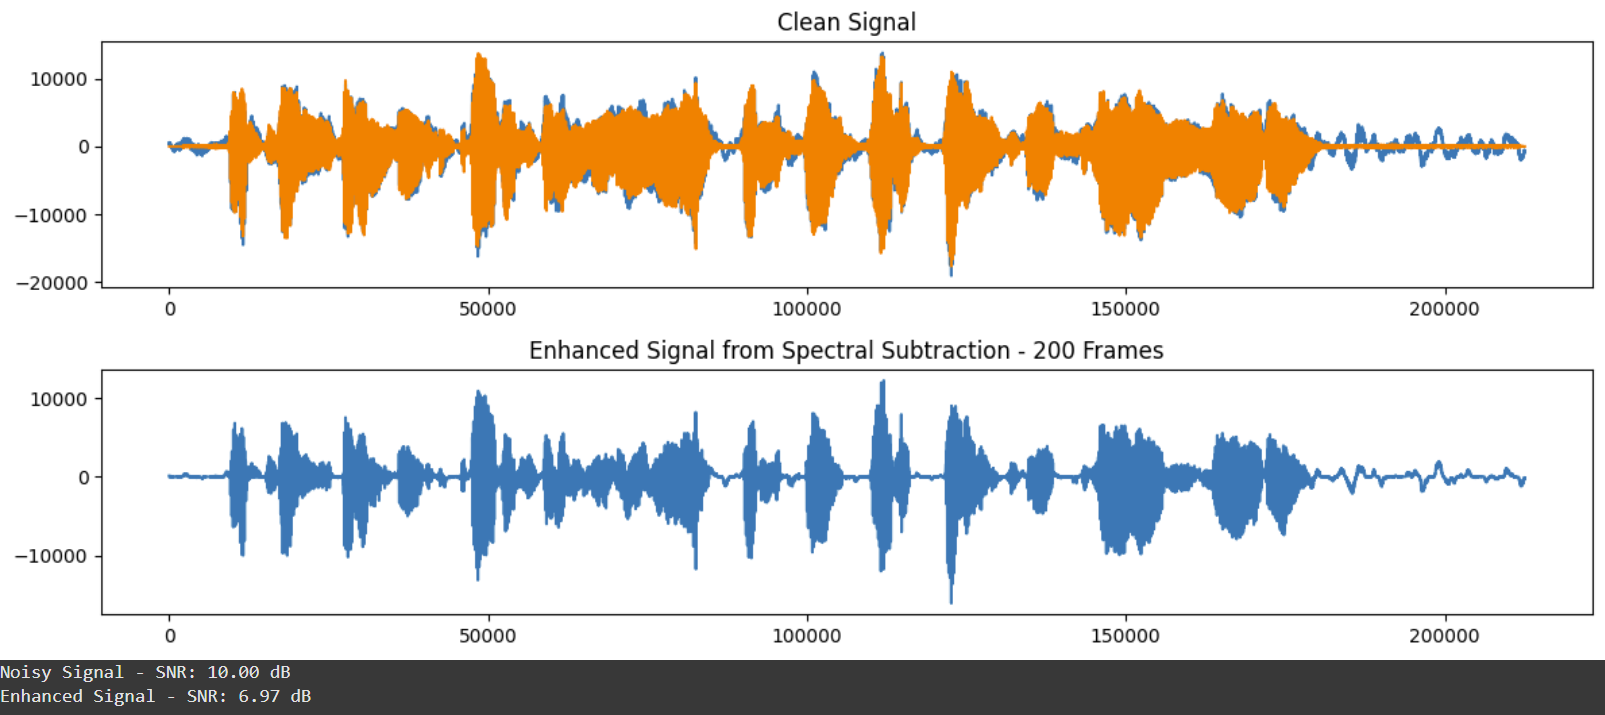 Clean Signal
10000
0
−10000
−20000
0 50000 100000 150000 200000
Enhanced Signal from Spectral Subtraction - 200 Frames
10000
0
−10000
0 50000 100000 150000 200000
Noisy Signal - SNR: 10.00 dB
Enhanced Signal - SNR: 6.97 dB